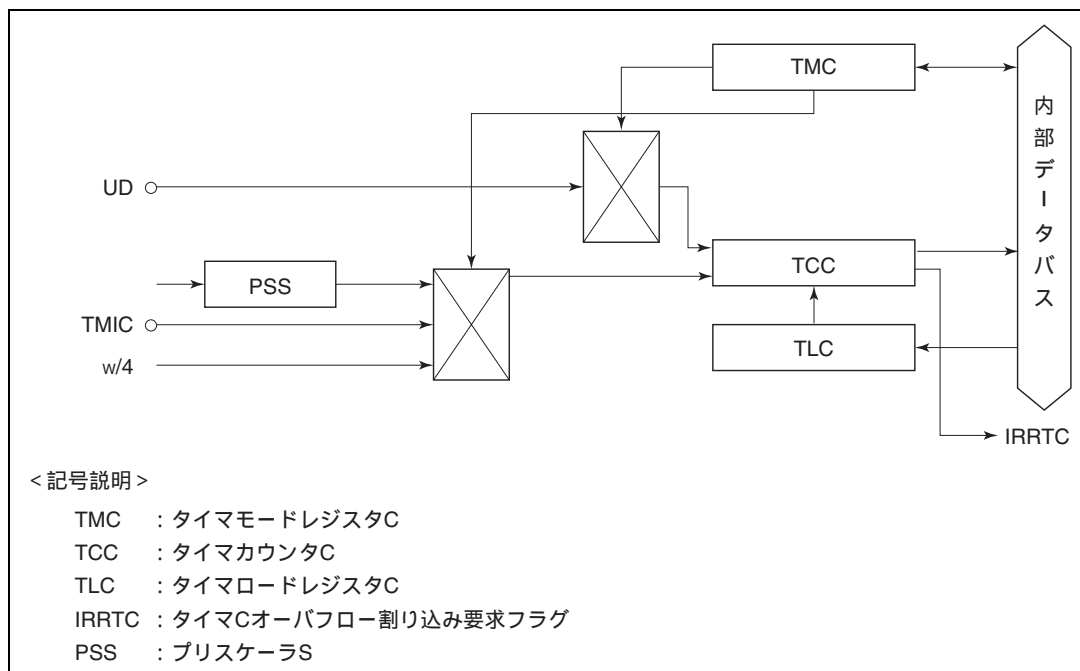 TMC
内部データバス
UD
TCC
PSS
TMIC
TLC
w/4
IRRTC
<記号説明>
TMC :タイマモードレジスタC
TCC :タイマカウンタC
TLC :タイマロードレジスタC
IRRTC :タイマCオーバフロー割り込み要求フラグ
PSS :プリスケーラS